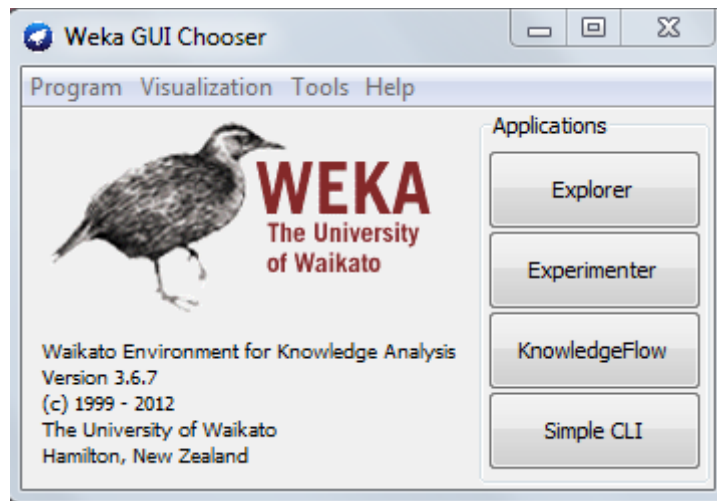 Weka GUI Chooser
Program Visualization Tools Help
WEKA
The University
of Waikato
Waikato Environment for Knowledge Analysis
Version 3.6.7
(c) 1999 - 2012
The University of Waikato
Hamilton, New Zealand
Applications
Explorer
Experimenter
KnowledgeFlow
Simple CLI